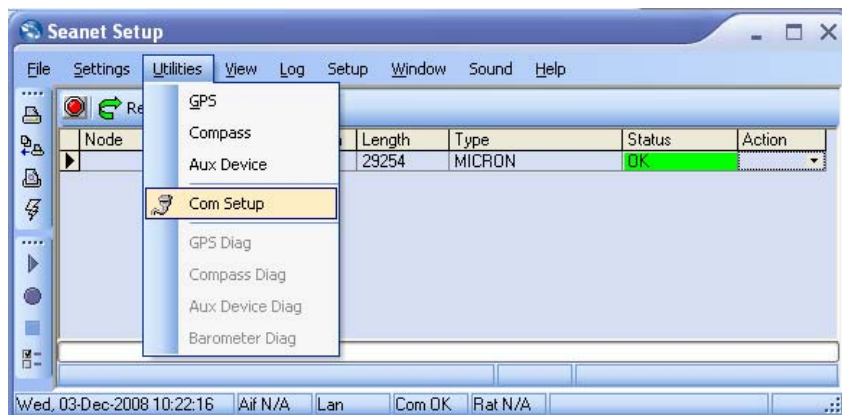 Seanet Setup
File Settings Utilities View Log Setup Window Sound Help
GPS
Compass
Aux Device
Com Setup
GPS Diag
Compass Diag
Aux Device Diag
Barometer Diag
Re
Node Length Type Status Action
29254 MICRON OK
Wed, 03-Dec-2008 10:22:16 Aif N/A Lan Com OK Rat N/A